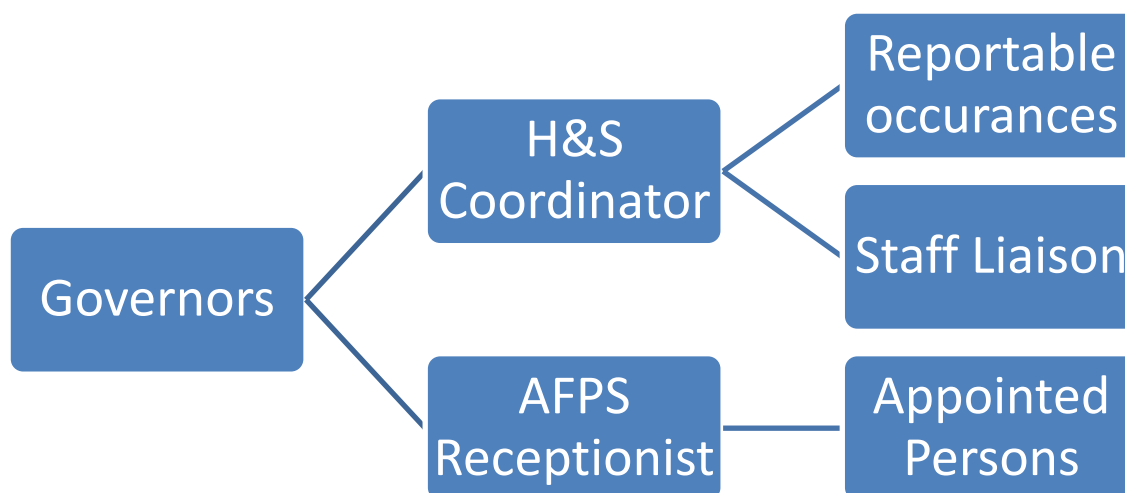 Governors
H&S
Coordinator
Reportable
occurances
Staff Liaison
AFPS
Receptionist
Appointed
Persons